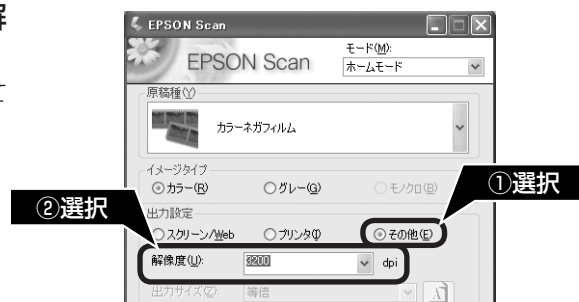 解
て
EPSON Scan
EPSON Scan
モード(M):
ホームモード
原稿種(Y)
カラーネガフィルム
イメージタイプ
カラー(R) グレー(G) モノクロ(B)
①選択
②選択
出力設定
スクリーン/Web プリンタ(I) その他(E)
解像度(U): 3200 dpi
出力サイズ(Z): 等倍